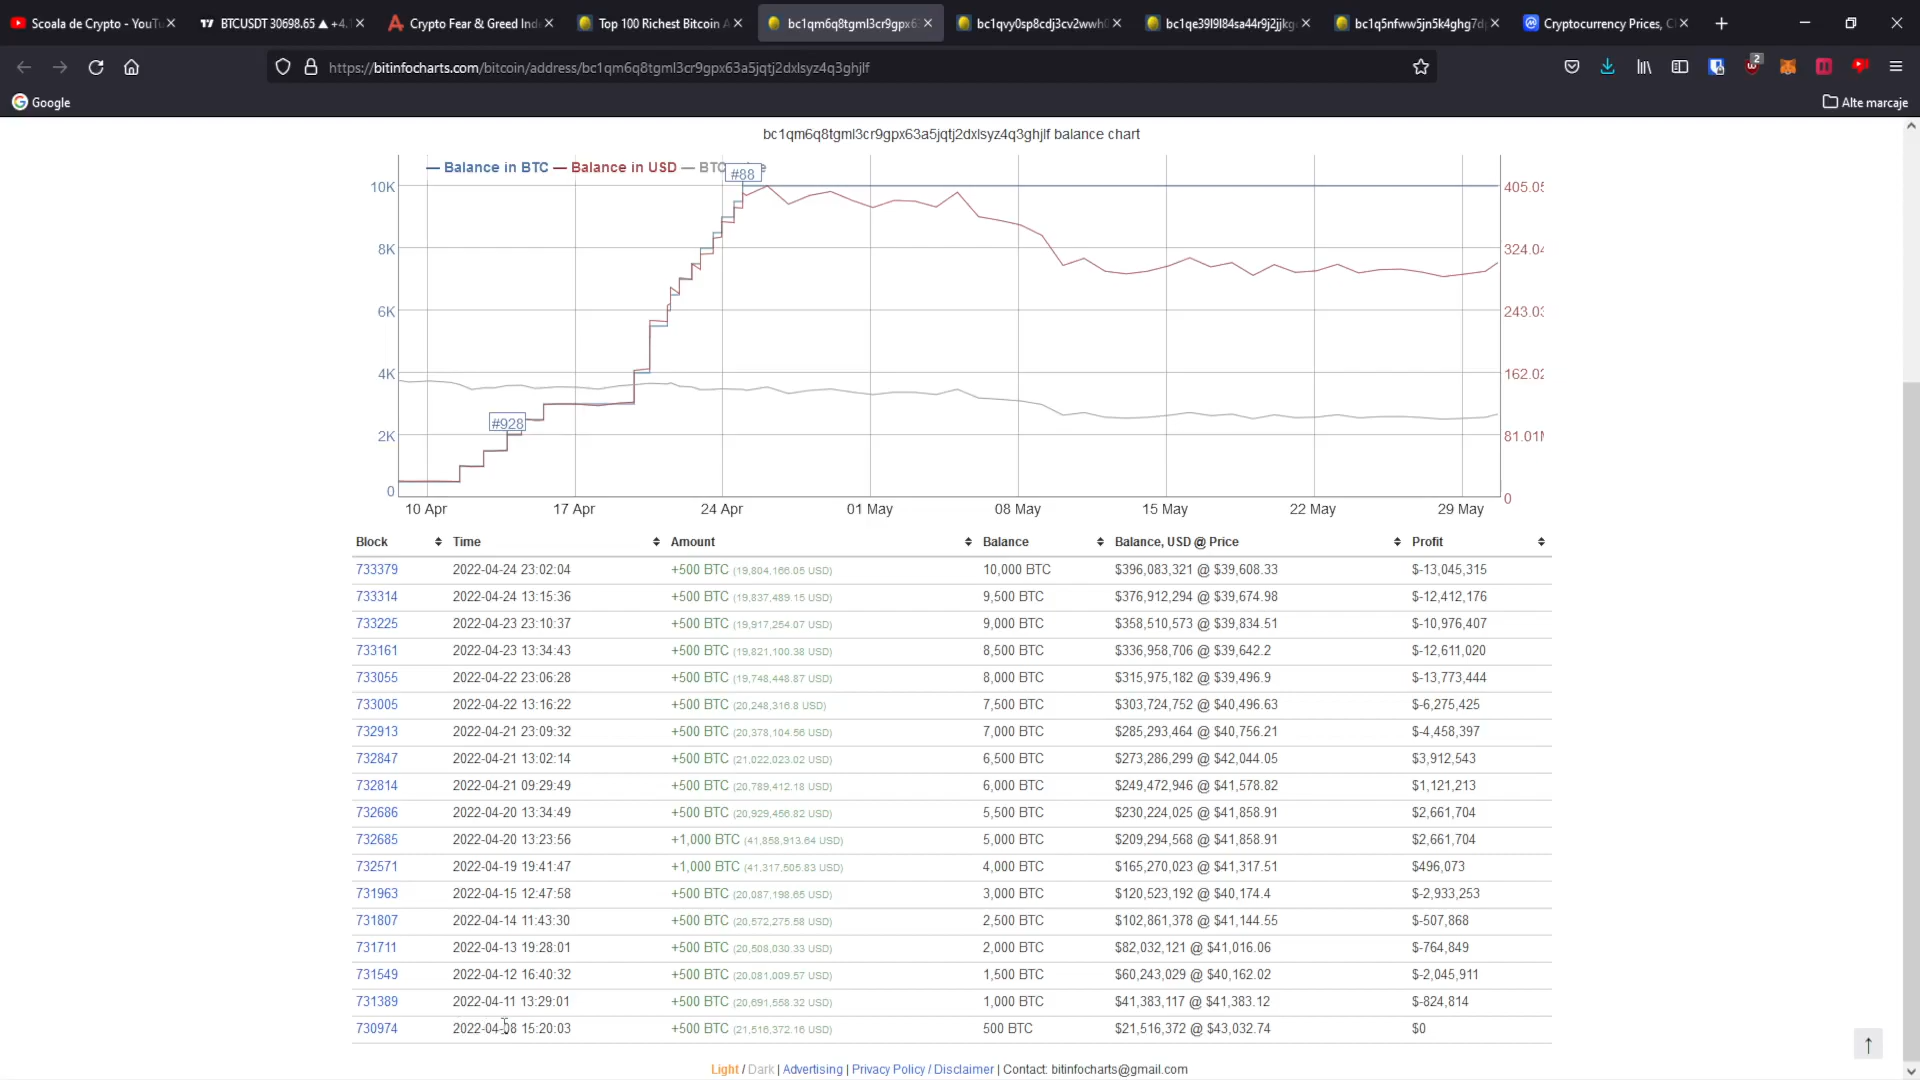 Scoala de Crypto - YouTu
BTCUSDT 30698.65 ▲ +4.
Crypto Fear & Greed Ind
Top 100 Richest Bitcoin A
bc1qm6q8tgml3cr9gpx6
bc1qvy0sp8cdj3cv2wwh
bc1q5nfww5jn5k4ghg7d
Cryptocurrency Prices, C
https://bitinfocharts.com/bitcoin/address/bc1qm6q8tgml3cr9gpx63a5jqtj2dxlsyz4q3ghjlf
2
Google
Alte marcaje
bc1qm6q8tgml3cr9gpx63a5jqtj2dxlsyz4q3ghjlf balance chart
Balance in BTC Balance in USD BTC
#88
10K
405.05
8K
324.04
6K
243.03
4K
162.02
#928
2K
81.01M
0
0
10 Apr 17 Apr 24 Apr 01 May 08 May 15 May 22 May 29 May
Block Time Amount Balance Balance, USD @ Price Profit
733379 2022-04-24 23:02:04 +500 BTC (19,804,166.05 USD) 10,000 BTC $396,083,321 @ $39,608.33 $-13,045,315
733314 2022-04-24 13:15:36 +500 BTC (19,837,489.15 USD) 9,500 BTC $376,912,294 @ $39,674.98 $-12,412,176
733225 2022-04-23 23:10:37 +500 BTC (19,917,254.07 USD) 9,000 BTC $358,510,573 @ $39,834.51 $-10,976,407
733161 2022-04-23 13:34:43 +500 BTC (19,821,100.38 USD) 8,500 BTC $336,958,706 @ $39,642.2 $-12,611,020
733055 2022-04-22 23:06:28 +500 BTC (19,748,448.87 USD) 8,000 BTC $315,975,182 @ $39,496.9 $-13,773,444
733005 2022-04-22 13:16:22 +500 BTC (20,248,316.8 USD) 7,500 BTC $303,724,752 @ $40,496.63 $-6,275,425
732913 2022-04-21 23:09:32 +500 BTC (20,378,104.56 USD) 7,000 BTC $285,293,464 @ $40,756.21 $-4,458,397
732847 2022-04-21 13:02:14 +500 BTC (21,022,023.02 USD) 6,500 BTC $273,286,299 @ $42,044.05 $3,912,543
732814 2022-04-21 09:29:49 +500 BTC (20,789,412.18 USD) 6,000 BTC $249,472,946 @ $41,578.82 $1,121,213
732686 2022-04-20 13:34:49 +500 BTC (20,929,456.82 USD) 5,500 BTC $230,224,025 @ $41,858.91 $2,661,704
732685 2022-04-20 13:23:56 +1,000 BTC (41,858,913.64 USD) 5,000 BTC $209,294,568 @ $41,858.91 $2,661,704
732571 2022-04-19 19:41:47 +1,000 BTC (41,317,505.83 USD) 4,000 BTC $165,270,023 @ $41,317.51 $496,073
731963 2022-04-15 12:47:58 +500 BTC (20,087,198.65 USD) 3,000 BTC $120,523,192 @ $40,174.4 $-2,933,253
731807 2022-04-14 11:43:30 +500 BTC (20,572,275.58 USD) 2,500 BTC $102,861,378 @ $41,144.55 $-507,868
731711 2022-04-13 19:28:01 +500 BTC (20,508,030.33 USD) 2,000 BTC $82,032,121 @ $41,016.06 $-764,849
731549 2022-04-12 16:40:32 +500 BTC (20,081,009.57 USD) 1,500 BTC $60,243,029 @ $40,162.02 $-2,045,911
731389 2022-04-11 13:29:01 +500 BTC (20,691,558.32 USD) 1,000 BTC $41,383,117 @ $41,383.12 $-824,814
730974 2022-04-08 15:20:03 +500 BTC (21,516,372.16 USD) 500 BTC $21,516,372 @ $43,032.74 $0
Light / Dark | Advertising | Privacy Policy / Disclaimer | Contact: bitinfocharts@gmail.com